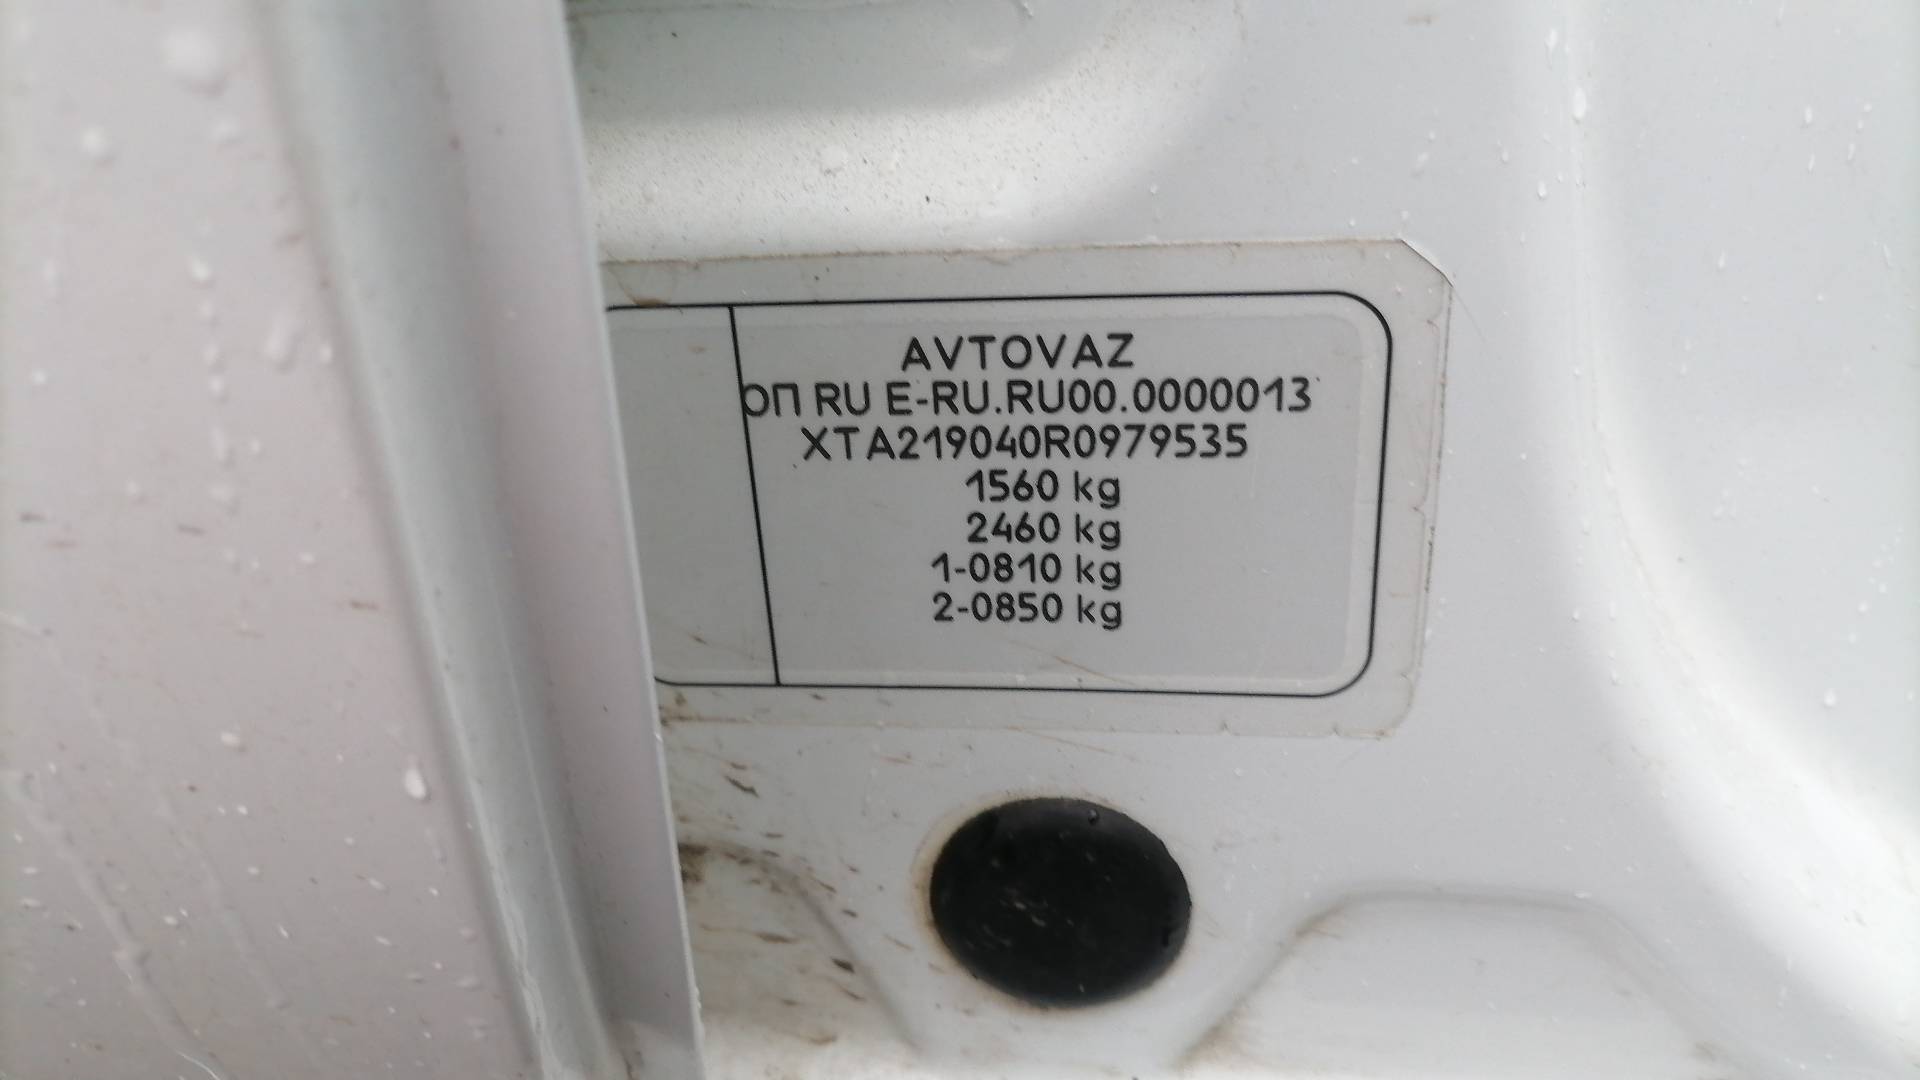 AVTOVAZ
ОП RU E-RU.RU00.0000013
XTA219040R0979535
1560 kg
2460 kg
1-0810 kg
2-0850 kg